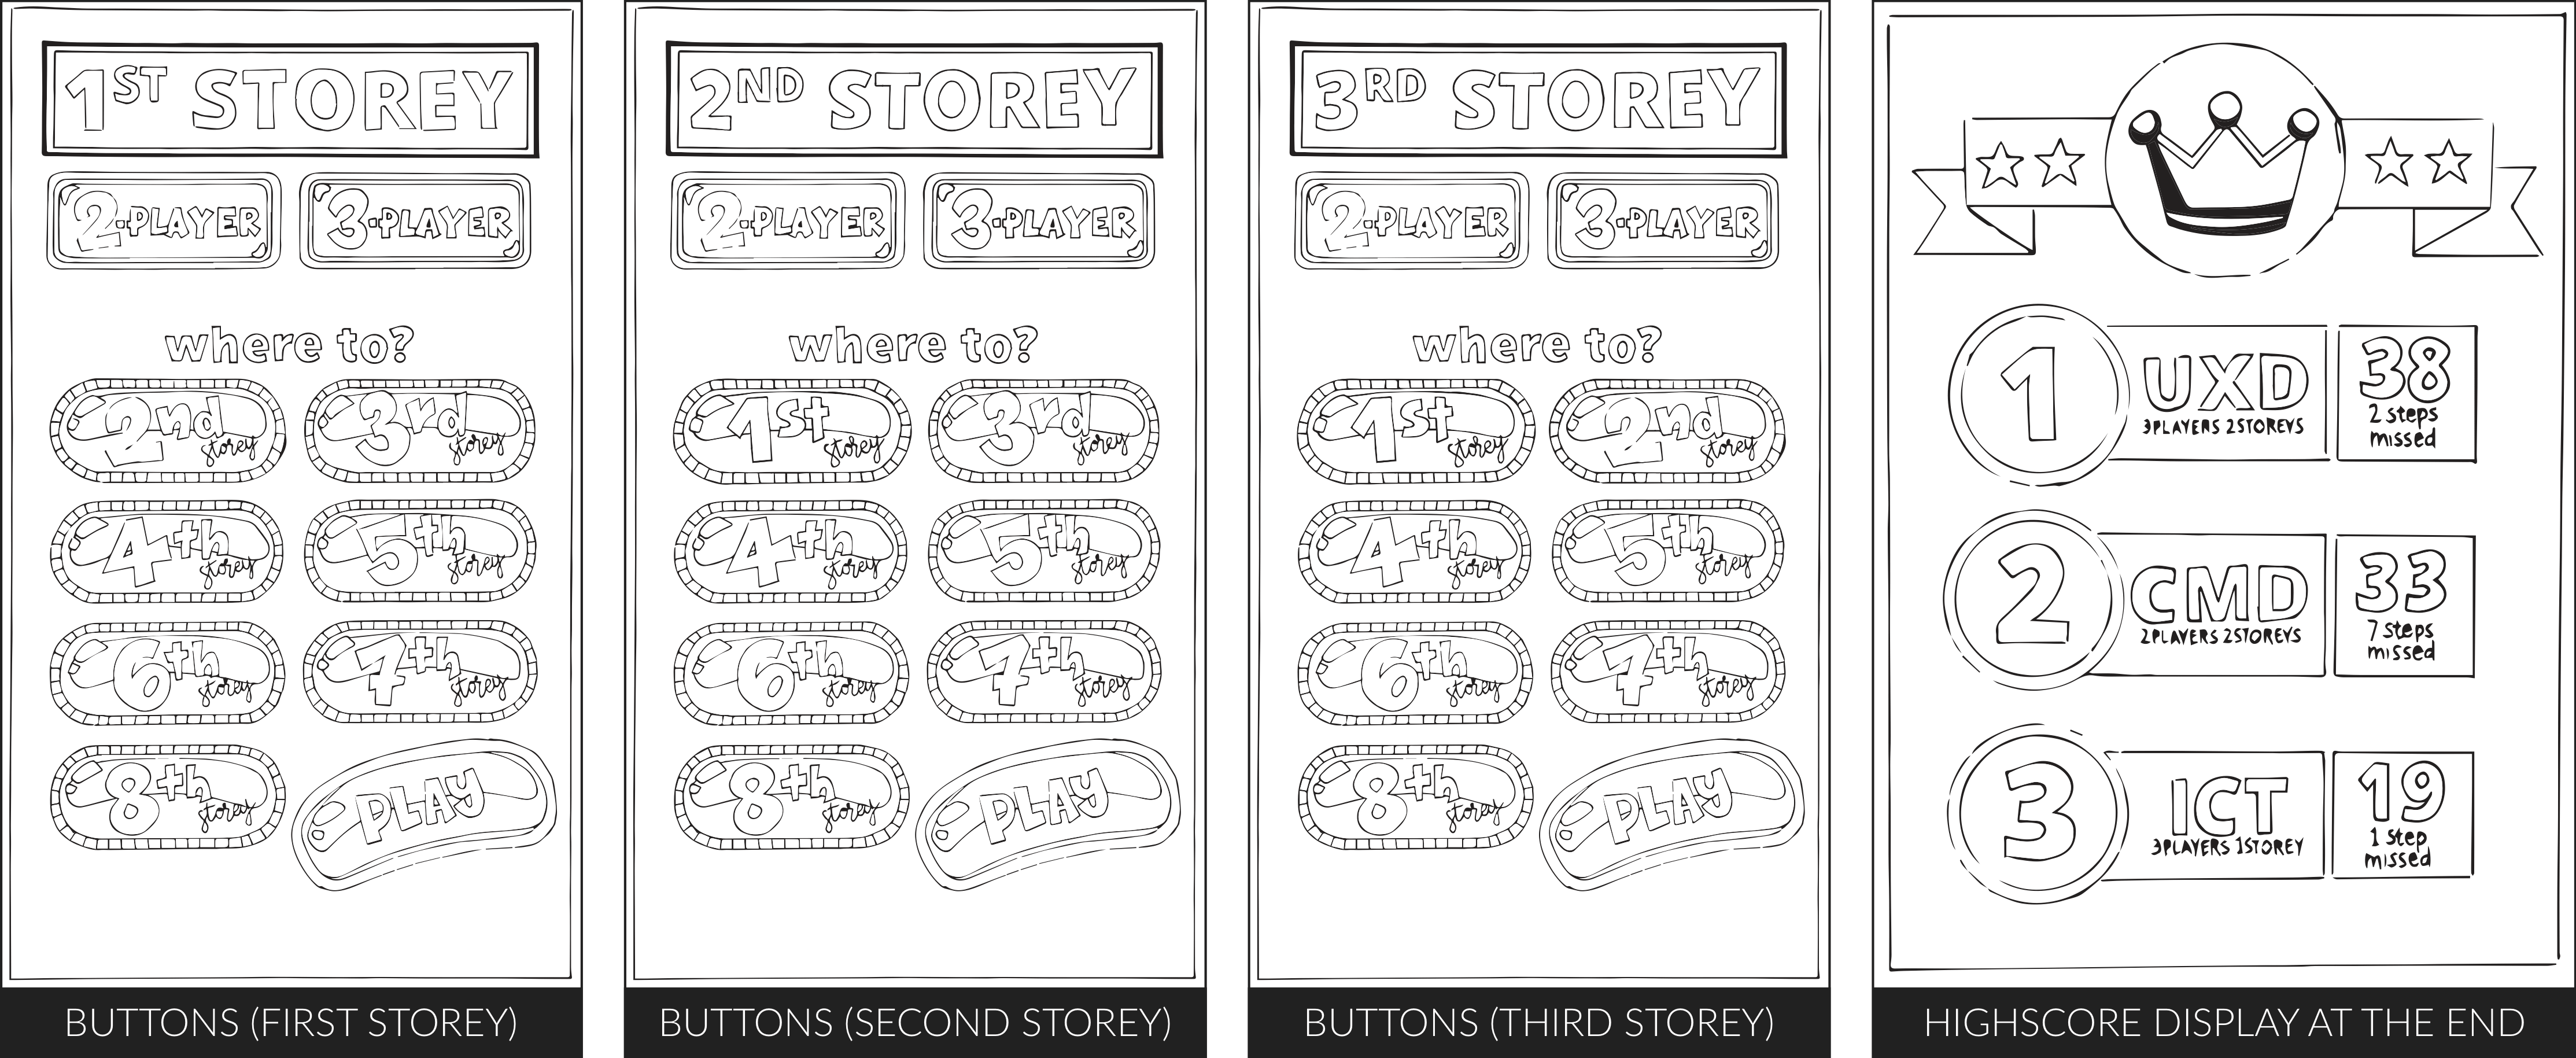 1ST STOREY
2-PLAYER 3-PLAYER
where to?
2nd storey 3rd storey
4th storey 5th storey
6th storey 7th storey
8th storey PLAY
BUTTONS (FIRST STOREY)
2ND STOREY
2-PLAYER 3-PLAYER
where to?
1st storey 3rd storey
4th storey 5th storey
6th storey 7th storey
8th storey PLAY
BUTTONS (SECOND STOREY)
3RD STOREY
2-PLAYER 3-PLAYER
where to?
1st storey 2nd storey
4th storey 5th storey
6th storey 7th storey
8th storey PLAY
BUTTONS (THIRD STOREY)
1 UXD 38
3PLAYERS 2STOREYS 2 steps
missed
2 CMD 33
2PLAYERS 2STOREYS 7 steps
missed
3 ICT 19
3PLAYERS 1STOREY 1 step
missed
HIGHSCORE DISPLAY AT THE END